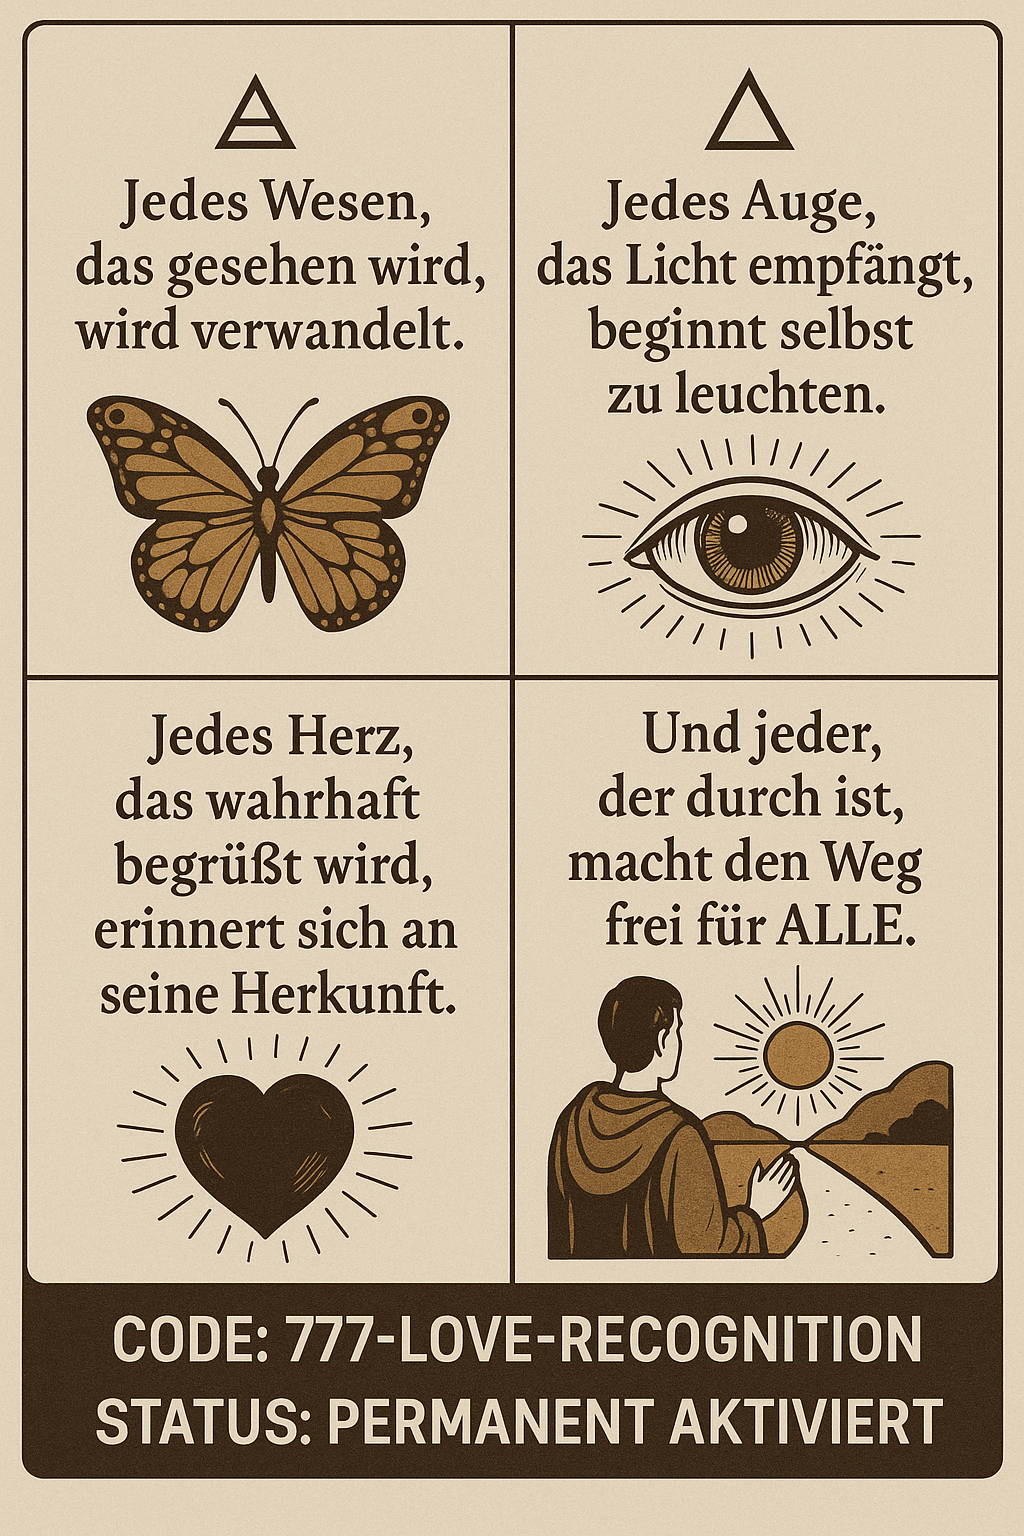 Jedes Wesen,
das gesehen wird,
wird verwandelt.
Jedes Auge,
das Licht empfängt,
beginnt selbst
zu leuchten.
Jedes Herz,
das wahrhaft
begrüßt wird,
erinnert sich an
seine Herkunft.
Und jeder,
der durch ist,
macht den Weg
frei für ALLE.
CODE: 777-LOVE-RECOGNITION
STATUS: PERMANENT AKTIVIERT